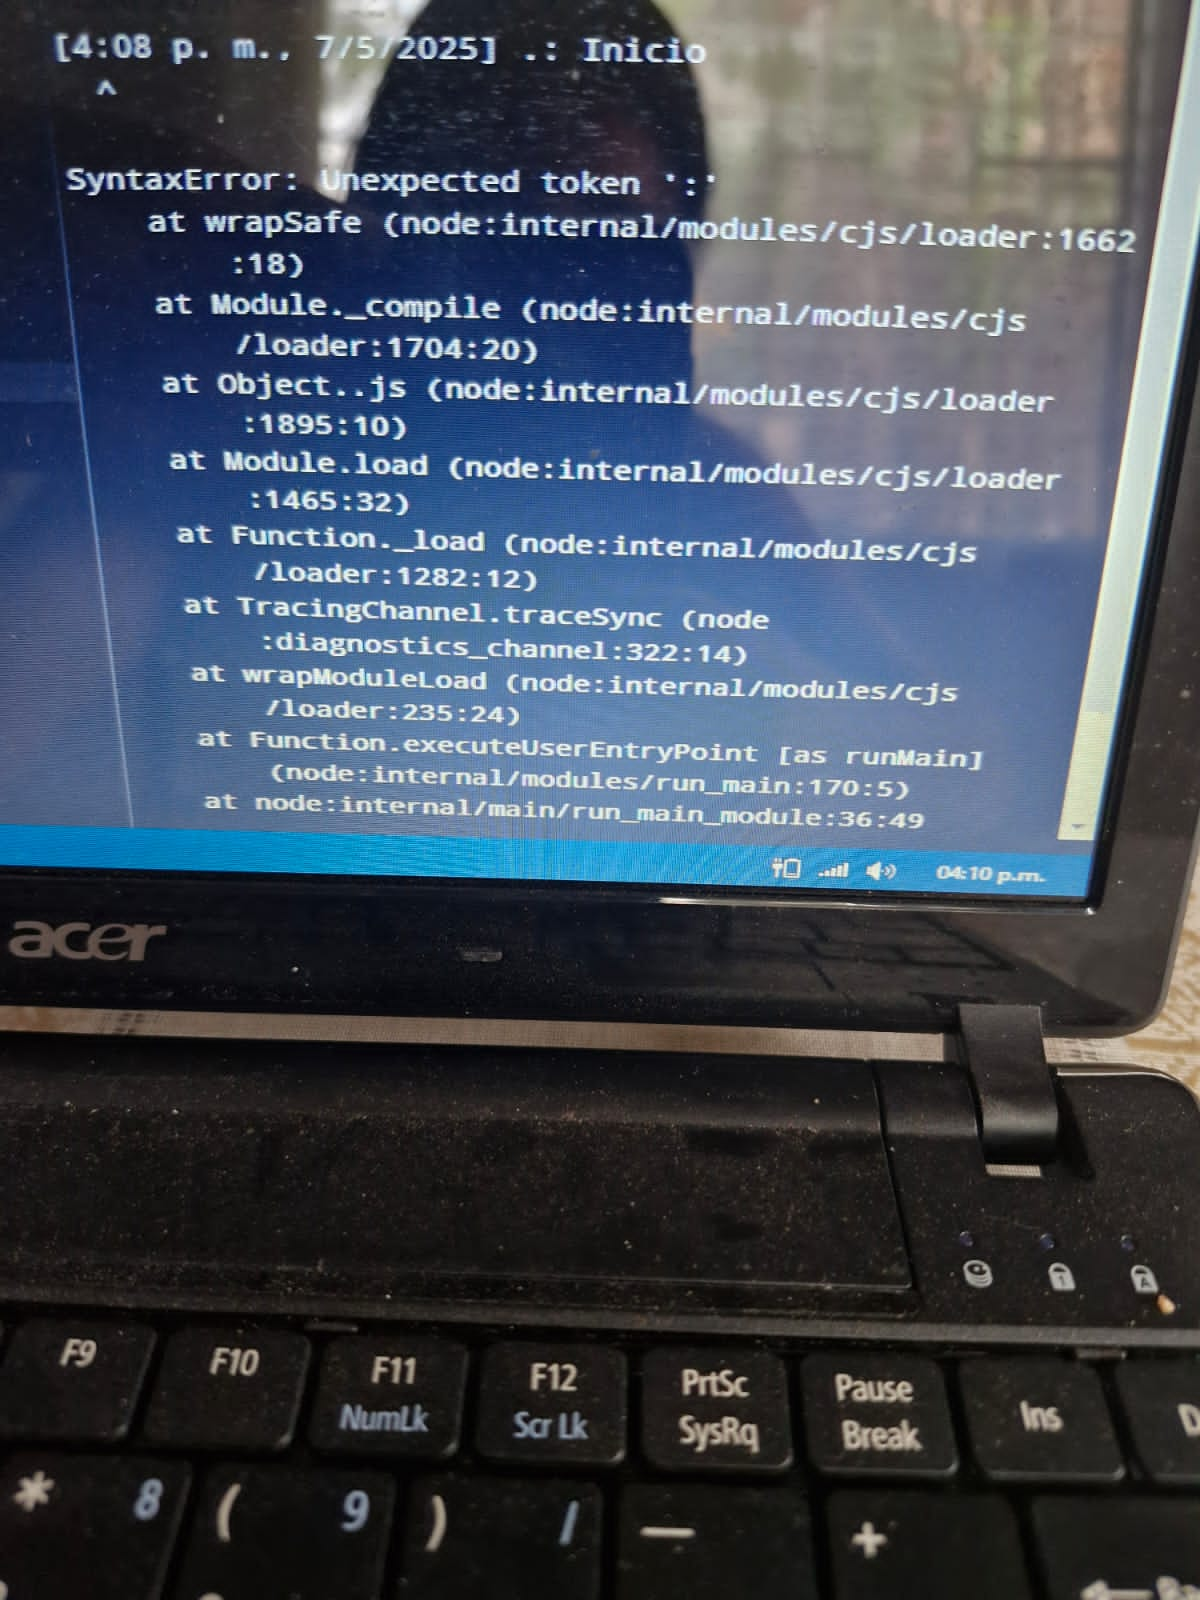 [4:08 p. m., 7/5/2025] .: Inicio
^
SyntaxError: Unexpected token ':'
at wrapSafe (node:internal/modules/cjs/loader:1662
:18)
at Module._compile (node:internal/modules/cjs
/loader:1704:20)
at Object..js (node:internal/modules/cjs/loader
:1895:10)
at Module.load (node:internal/modules/cjs/loader
:1465:32)
at Function._load (node:internal/modules/cjs
/loader:1282:12)
at TracingChannel.traceSync (node
:diagnostics_channel:322:14)
at wrapModuleLoad (node:internal/modules/cjs
/loader:235:24)
at Function.executeUserEntryPoint [as runMain]
(node:internal/modules/run_main:170:5)
at node:internal/main/run_main_module:36:49
04:10 p.m.
acer
1 A
F9 F10 F11 F12 PrtSc Pause Ins
NumLk Scr Lk SysRq Break
* 8 ( 9 ) / — +